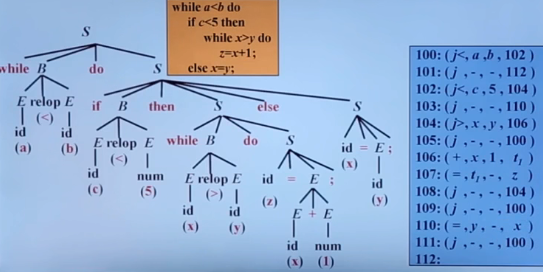 while a<b do
if c<5 then
while x>y do
z=x+1;
else x=y;
S
while B do S
E relop E
(<)
id id
(a) (b)
if B then S else S
E relop E
(<)
id num
(c) (5)
while B do S
E relop E
(>)
id id
(x) (y)
id = E ;
(z)
E + E
id num
(x) (1)
id = E ;
(x)
id
(y)
100: ( j<, a , b , 102 )
101: ( j , - , - , 112 )
102: ( j<, c , 5 , 104 )
103: ( j , - , - , 110 )
104: ( j>, x , y , 106 )
105: ( j , - , - , 100 )
106: ( + , x , 1 , t₁ )
107: ( = , t₁ , - , z )
108: ( j , - , - , 104 )
109: ( j , - , - , 100 )
110: ( = , y , - , x )
111: ( j , - , - , 100 )
112: